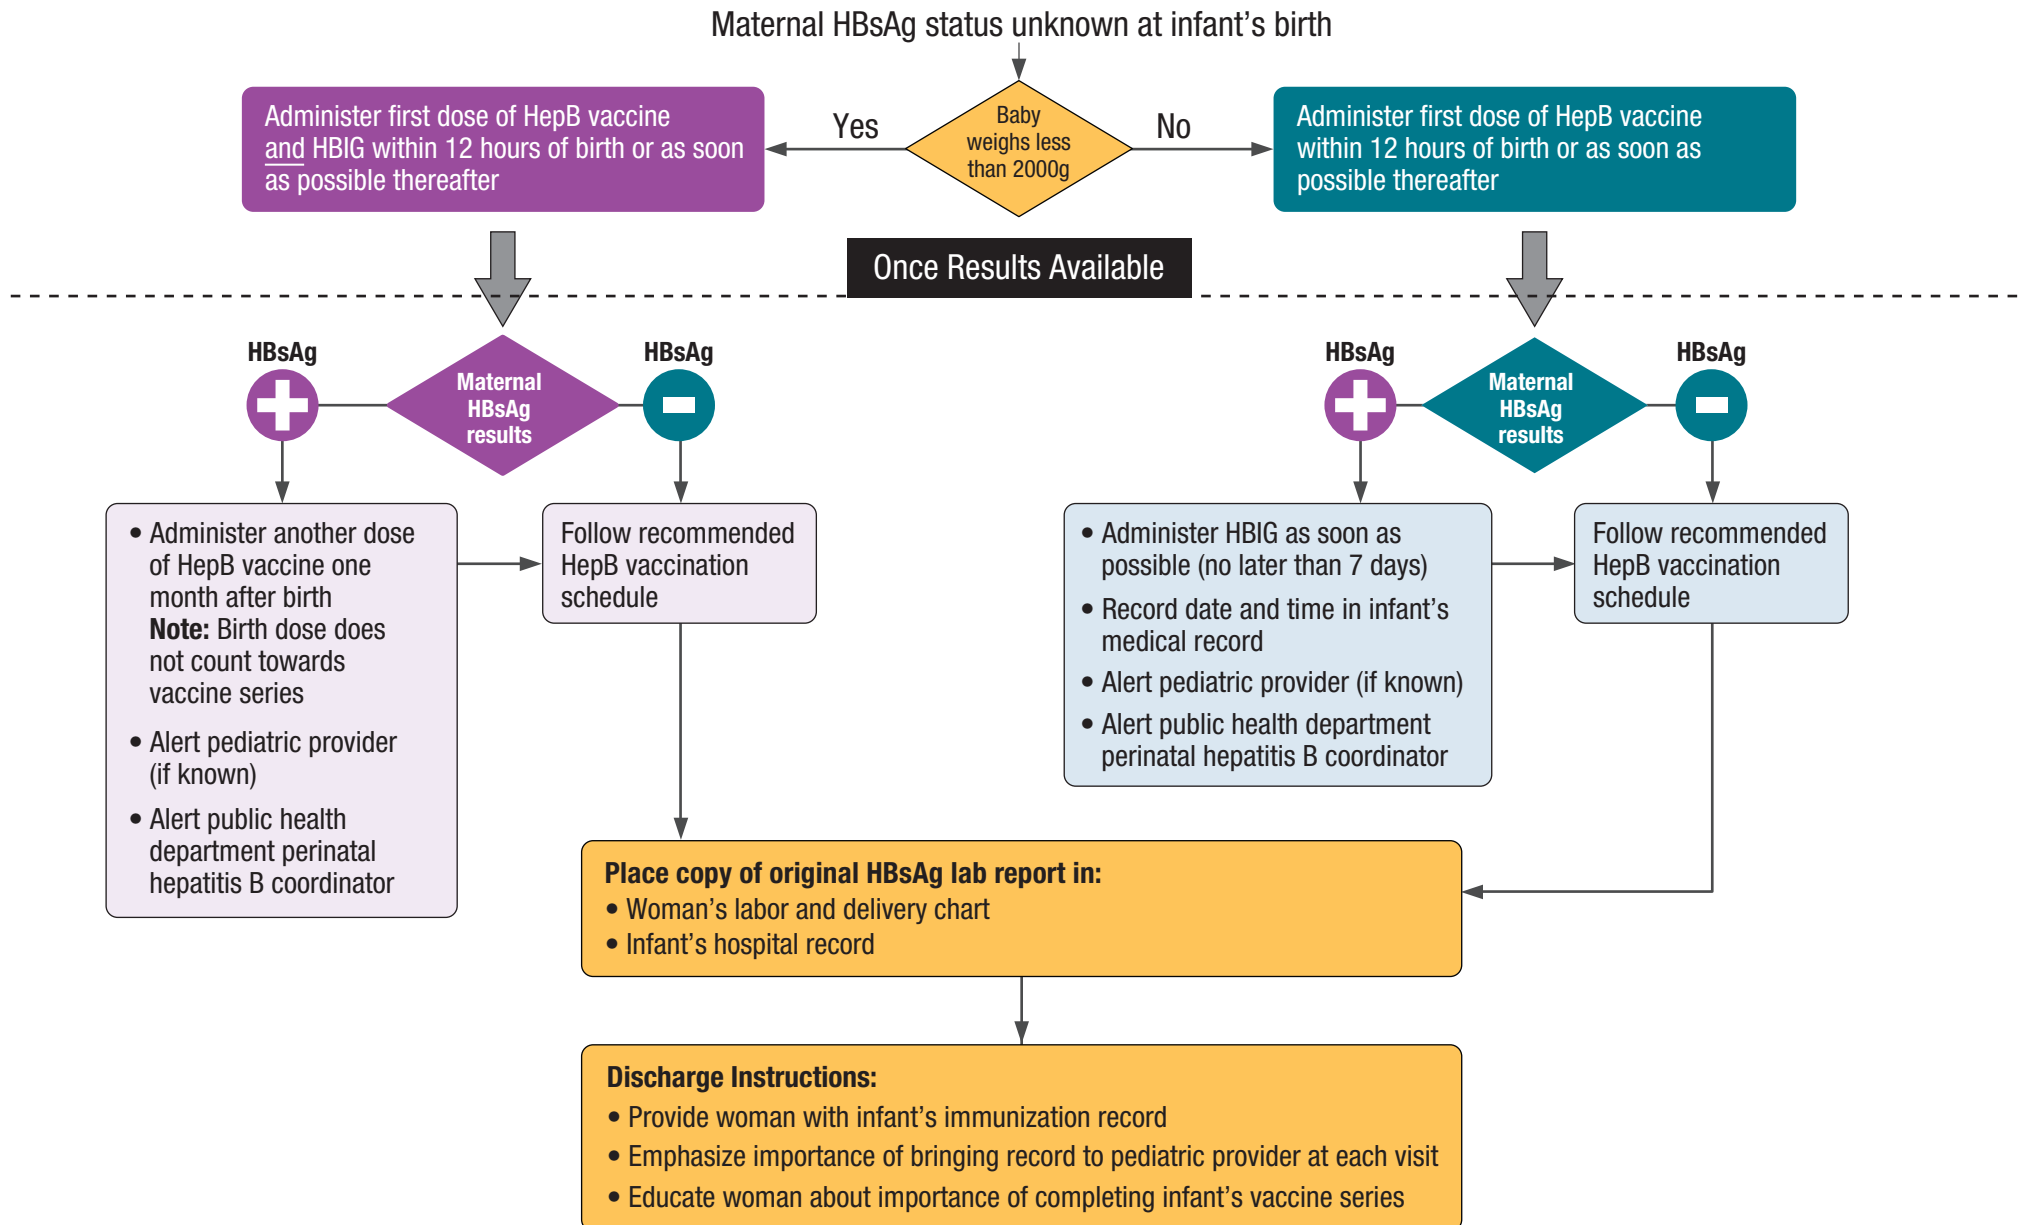 Maternal HBsAg status unknown at infant’s birth
Administer first dose of HepB vaccine
and HBIG within 12 hours of birth or as soon
as possible thereafter
Yes
Baby
weighs less
than 2000g
No
Administer first dose of HepB vaccine
within 12 hours of birth or as soon as
possible thereafter
Once Results Available
HBsAg
Maternal
HBsAg
results
HBsAg
• Administer another dose
of HepB vaccine one
month after birth
Note: Birth dose does
not count towards
vaccine series
• Alert pediatric provider
(if known)
• Alert public health
department perinatal
hepatitis B coordinator
Follow recommended
HepB vaccination
schedule
HBsAg
Maternal
HBsAg
results
HBsAg
• Administer HBIG as soon as
possible (no later than 7 days)
• Record date and time in infant’s
medical record
• Alert pediatric provider (if known)
• Alert public health department
perinatal hepatitis B coordinator
Follow recommended
HepB vaccination
schedule
Place copy of original HBsAg lab report in:
• Woman’s labor and delivery chart
• Infant’s hospital record
Discharge Instructions:
• Provide woman with infant’s immunization record
• Emphasize importance of bringing record to pediatric provider at each visit
• Educate woman about importance of completing infant’s vaccine series